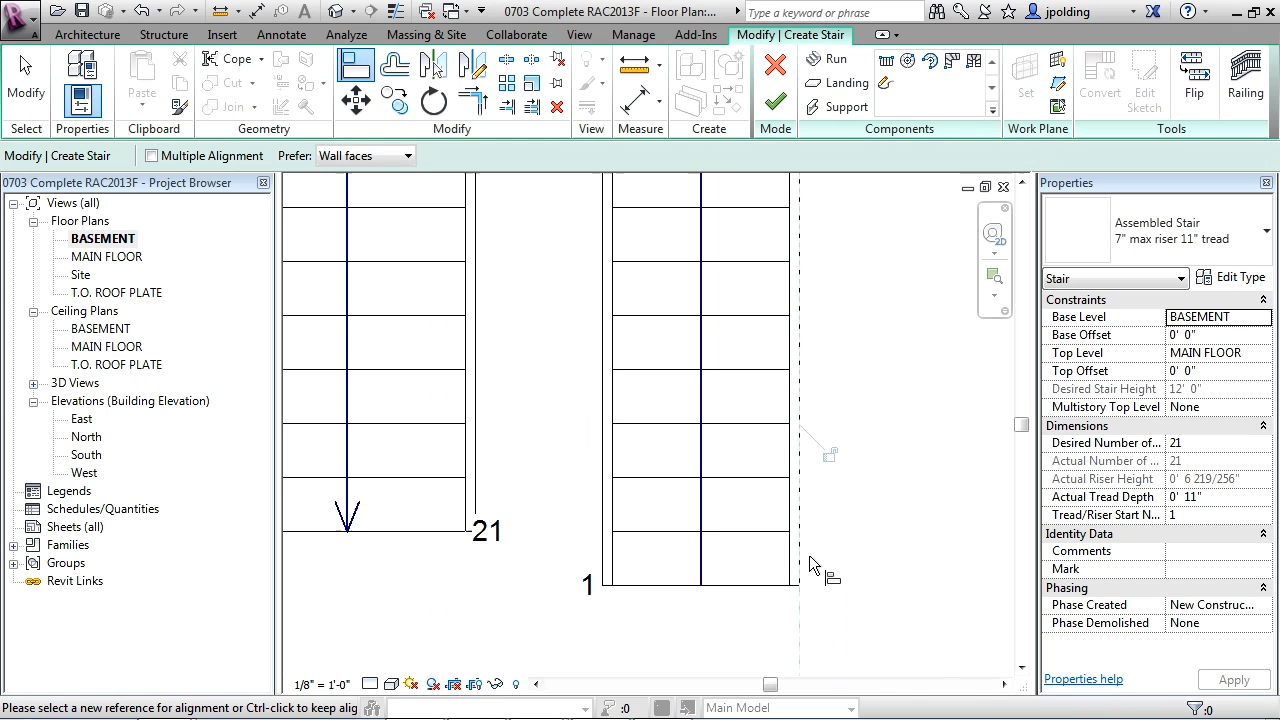 0703 Complete RAC2013F - Floor Plan:...
Type a keyword or phrase
jpolding
Architecture Structure Insert Annotate Analyze Massing & Site Collaborate View Manage Add-Ins Modify | Create Stair
Modify
Paste
Cope
Cut
Join
Run
Landing
Support
Set
Convert
Edit Sketch
Flip
Railing
Select Properties Clipboard Geometry Modify View Measure Create Mode Components Work Plane Tools
Modify | Create Stair Multiple Alignment Prefer: Wall faces
0703 Complete RAC2013F - Project Browser
Views (all)
Floor Plans
BASEMENT
MAIN FLOOR
Site
T.O. ROOF PLATE
Ceiling Plans
BASEMENT
MAIN FLOOR
T.O. ROOF PLATE
3D Views
Elevations (Building Elevation)
East
North
South
West
Legends
Schedules/Quantities
Sheets (all)
Families
Groups
Revit Links
21
1
2D
1/8" = 1'-0"
Properties
Assembled Stair
7" max riser 11" tread
Stair Edit Type
Constraints
Base Level BASEMENT
Base Offset 0' 0"
Top Level MAIN FLOOR
Top Offset 0' 0"
Desired Stair Height 12' 0"
Multistory Top Level None
Dimensions
Desired Number of... 21
Actual Number of ... 21
Actual Riser Height 0' 6 219/256"
Actual Tread Depth 0' 11"
Tread/Riser Start N... 1
Identity Data
Comments
Mark
Phasing
Phase Created New Construc...
Phase Demolished None
Properties help Apply
Please select a new reference for alignment or Ctrl-click to keep alig
:0
Main Model
:0